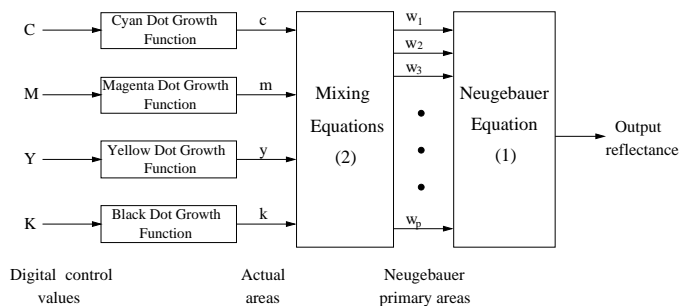 C
Cyan Dot Growth
Function
c
M
Magenta Dot Growth
Function
m
Y
Yellow Dot Growth
Function
y
K
Black Dot Growth
Function
k
Mixing
Equations
(2)
w1
w2
w3
wp
Neugebauer
Equation
(1)
Output
reflectance
Digital control
values
Actual
areas
Neugebauer
primary areas